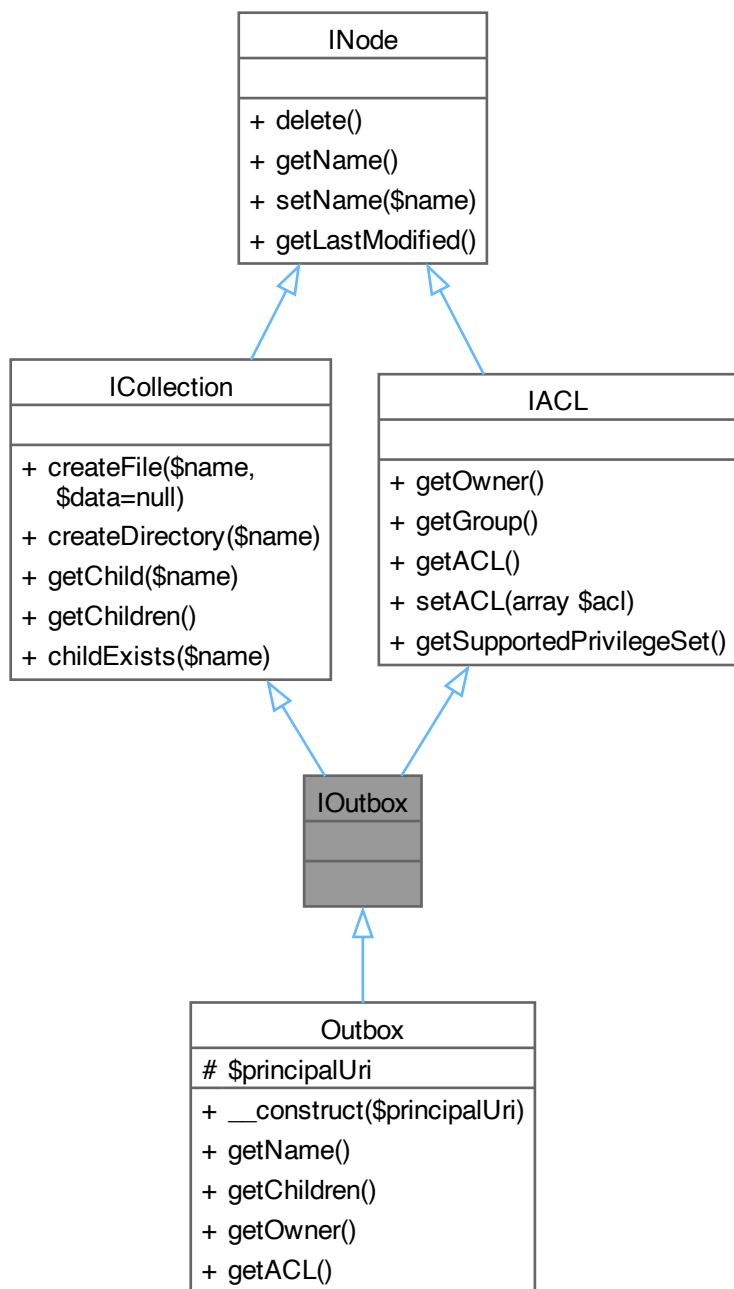 INode
+ delete()
+ getName()
+ setName($name)
+ getLastModified()
ICollection
+ createFile($name,
$data=null)
+ createDirectory($name)
+ getChild($name)
+ getChildren()
+ childExists($name)
IACL
+ getOwner()
+ getGroup()
+ getACL()
+ setACL(array $acl)
+ getSupportedPrivilegeSet()
IOutbox
Outbox
# $principalUri
+ __construct($principalUri)
+ getName()
+ getChildren()
+ getOwner()
+ getACL()